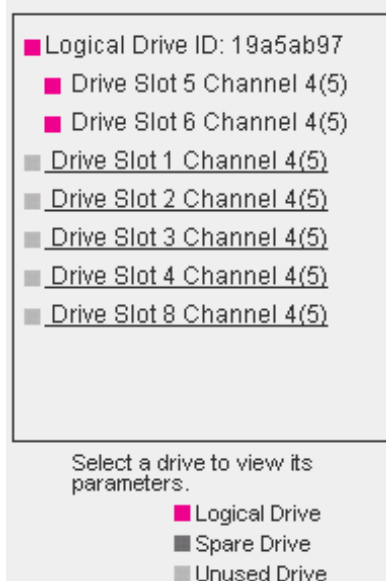 Logical Drive ID: 19a5ab97
Drive Slot 5 Channel 4(5)
Drive Slot 6 Channel 4(5)
Drive Slot 1 Channel 4(5)
Drive Slot 2 Channel 4(5)
Drive Slot 3 Channel 4(5)
Drive Slot 4 Channel 4(5)
Drive Slot 8 Channel 4(5)
Select a drive to view its
parameters.
Logical Drive
Spare Drive
Unused Drive